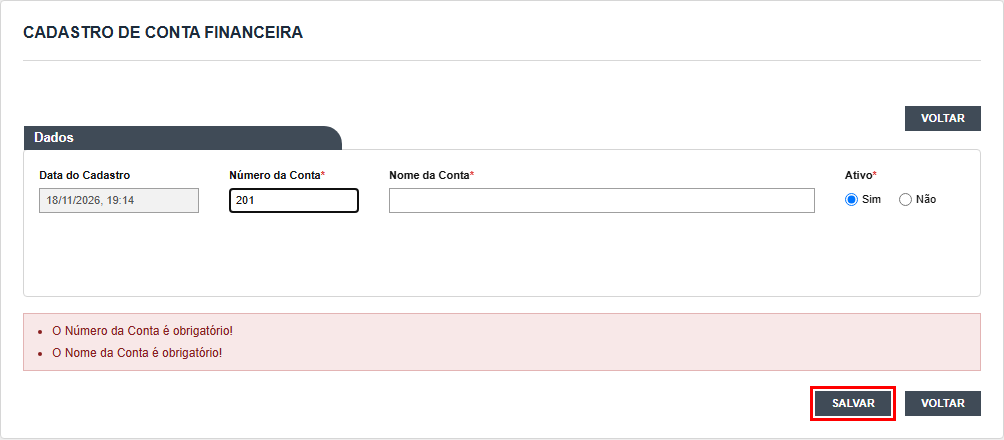 CADASTRO DE CONTA FINANCEIRA
VOLTAR
Dados
Data do Cadastro Número da Conta* Nome da Conta* Ativo*
18/11/2026, 19:14 201 Sim Não
O Número da Conta é obrigatório!
O Nome da Conta é obrigatório!
SALVAR VOLTAR